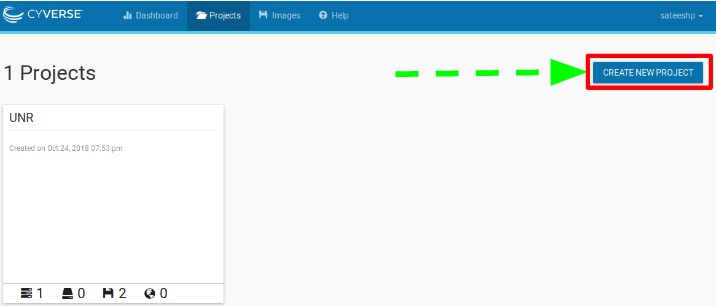 CYVERSE Dashboard Projects Images Help sateeshp
1 Projects
CREATE NEW PROJECT
UNR
Created on Oct 24, 2018 07:53 pm
1 0 2 0